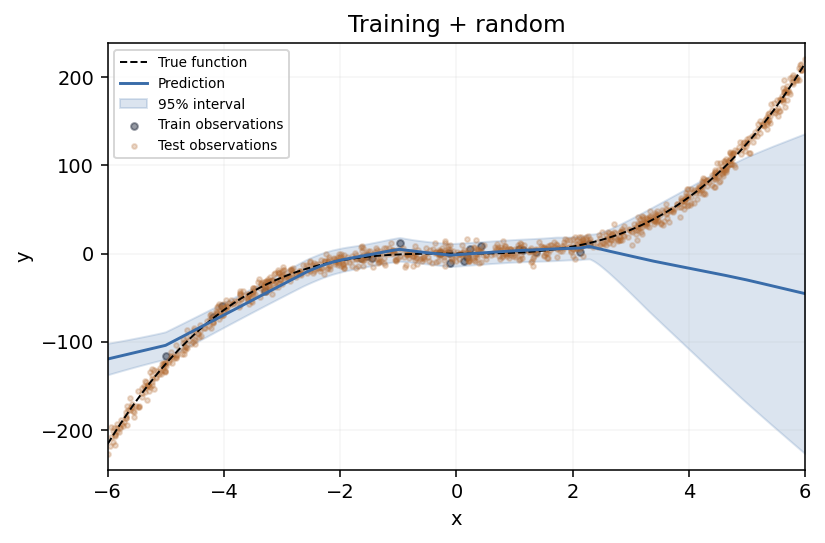 Training + random
True function
Prediction
95% interval
Train observations
Test observations
y
200
100
0
−100
−200
−6
−4
−2
0
2
4
6
x